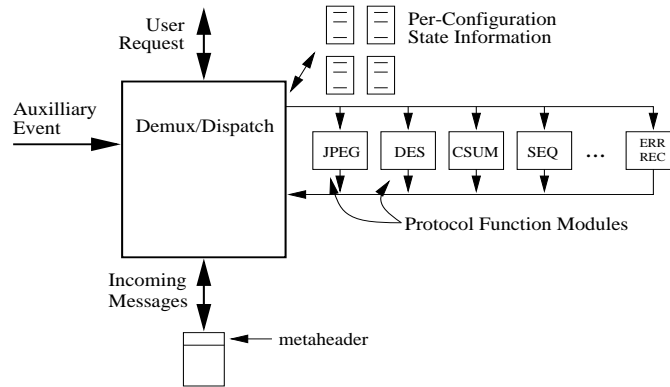 User
Request
Per-Configuration
State Information
Auxilliary
Event
Demux/Dispatch
JPEG
DES
CSUM
SEQ
...
ERR
REC
Protocol Function Modules
Incoming
Messages
metaheader